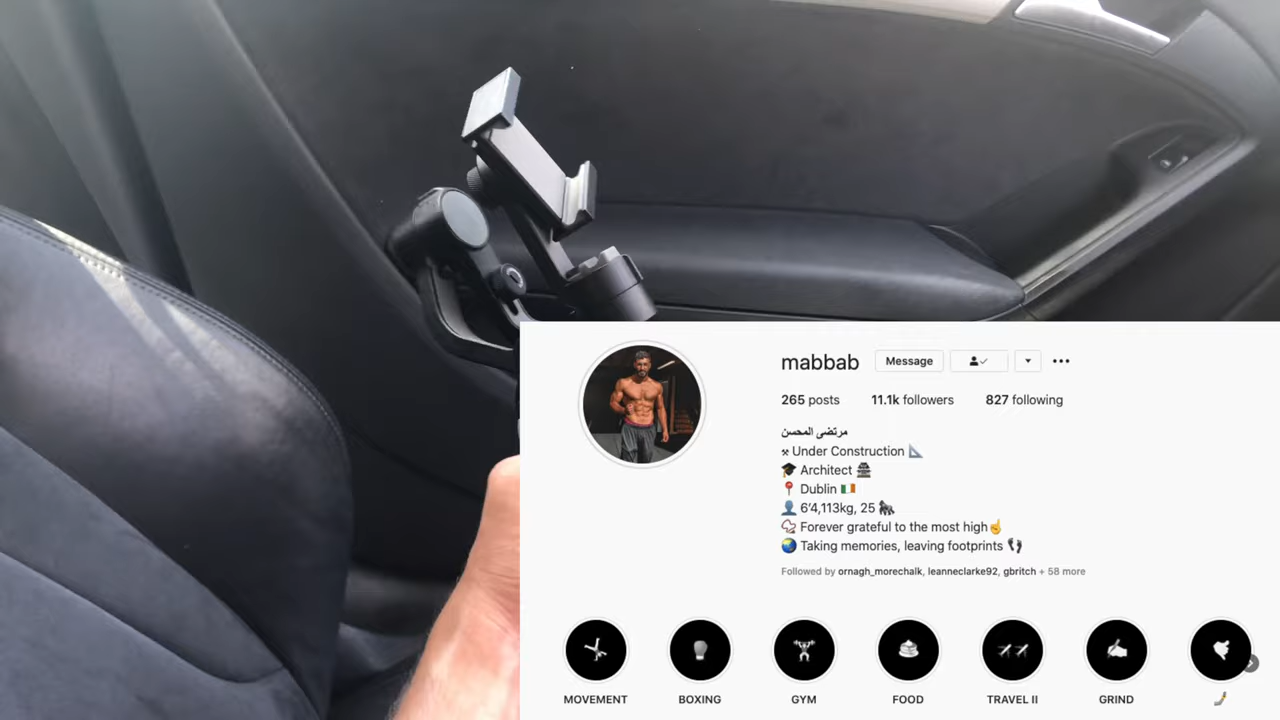 mabbab Message
265 posts 11.1k followers 827 following
مرتضى المحسن
⚒ Under Construction 📐
🎓 Architect 🏯
📍 Dublin 🇮🇪
👤 6'4,113kg, 25 🦍
📿 Forever grateful to the most high☝
🌏 Taking memories, leaving footprints 👣
Followed by ornagh_morechalk, leanneclarke92, gbritch + 58 more
MOVEMENT BOXING GYM FOOD TRAVEL II GRIND 🤳